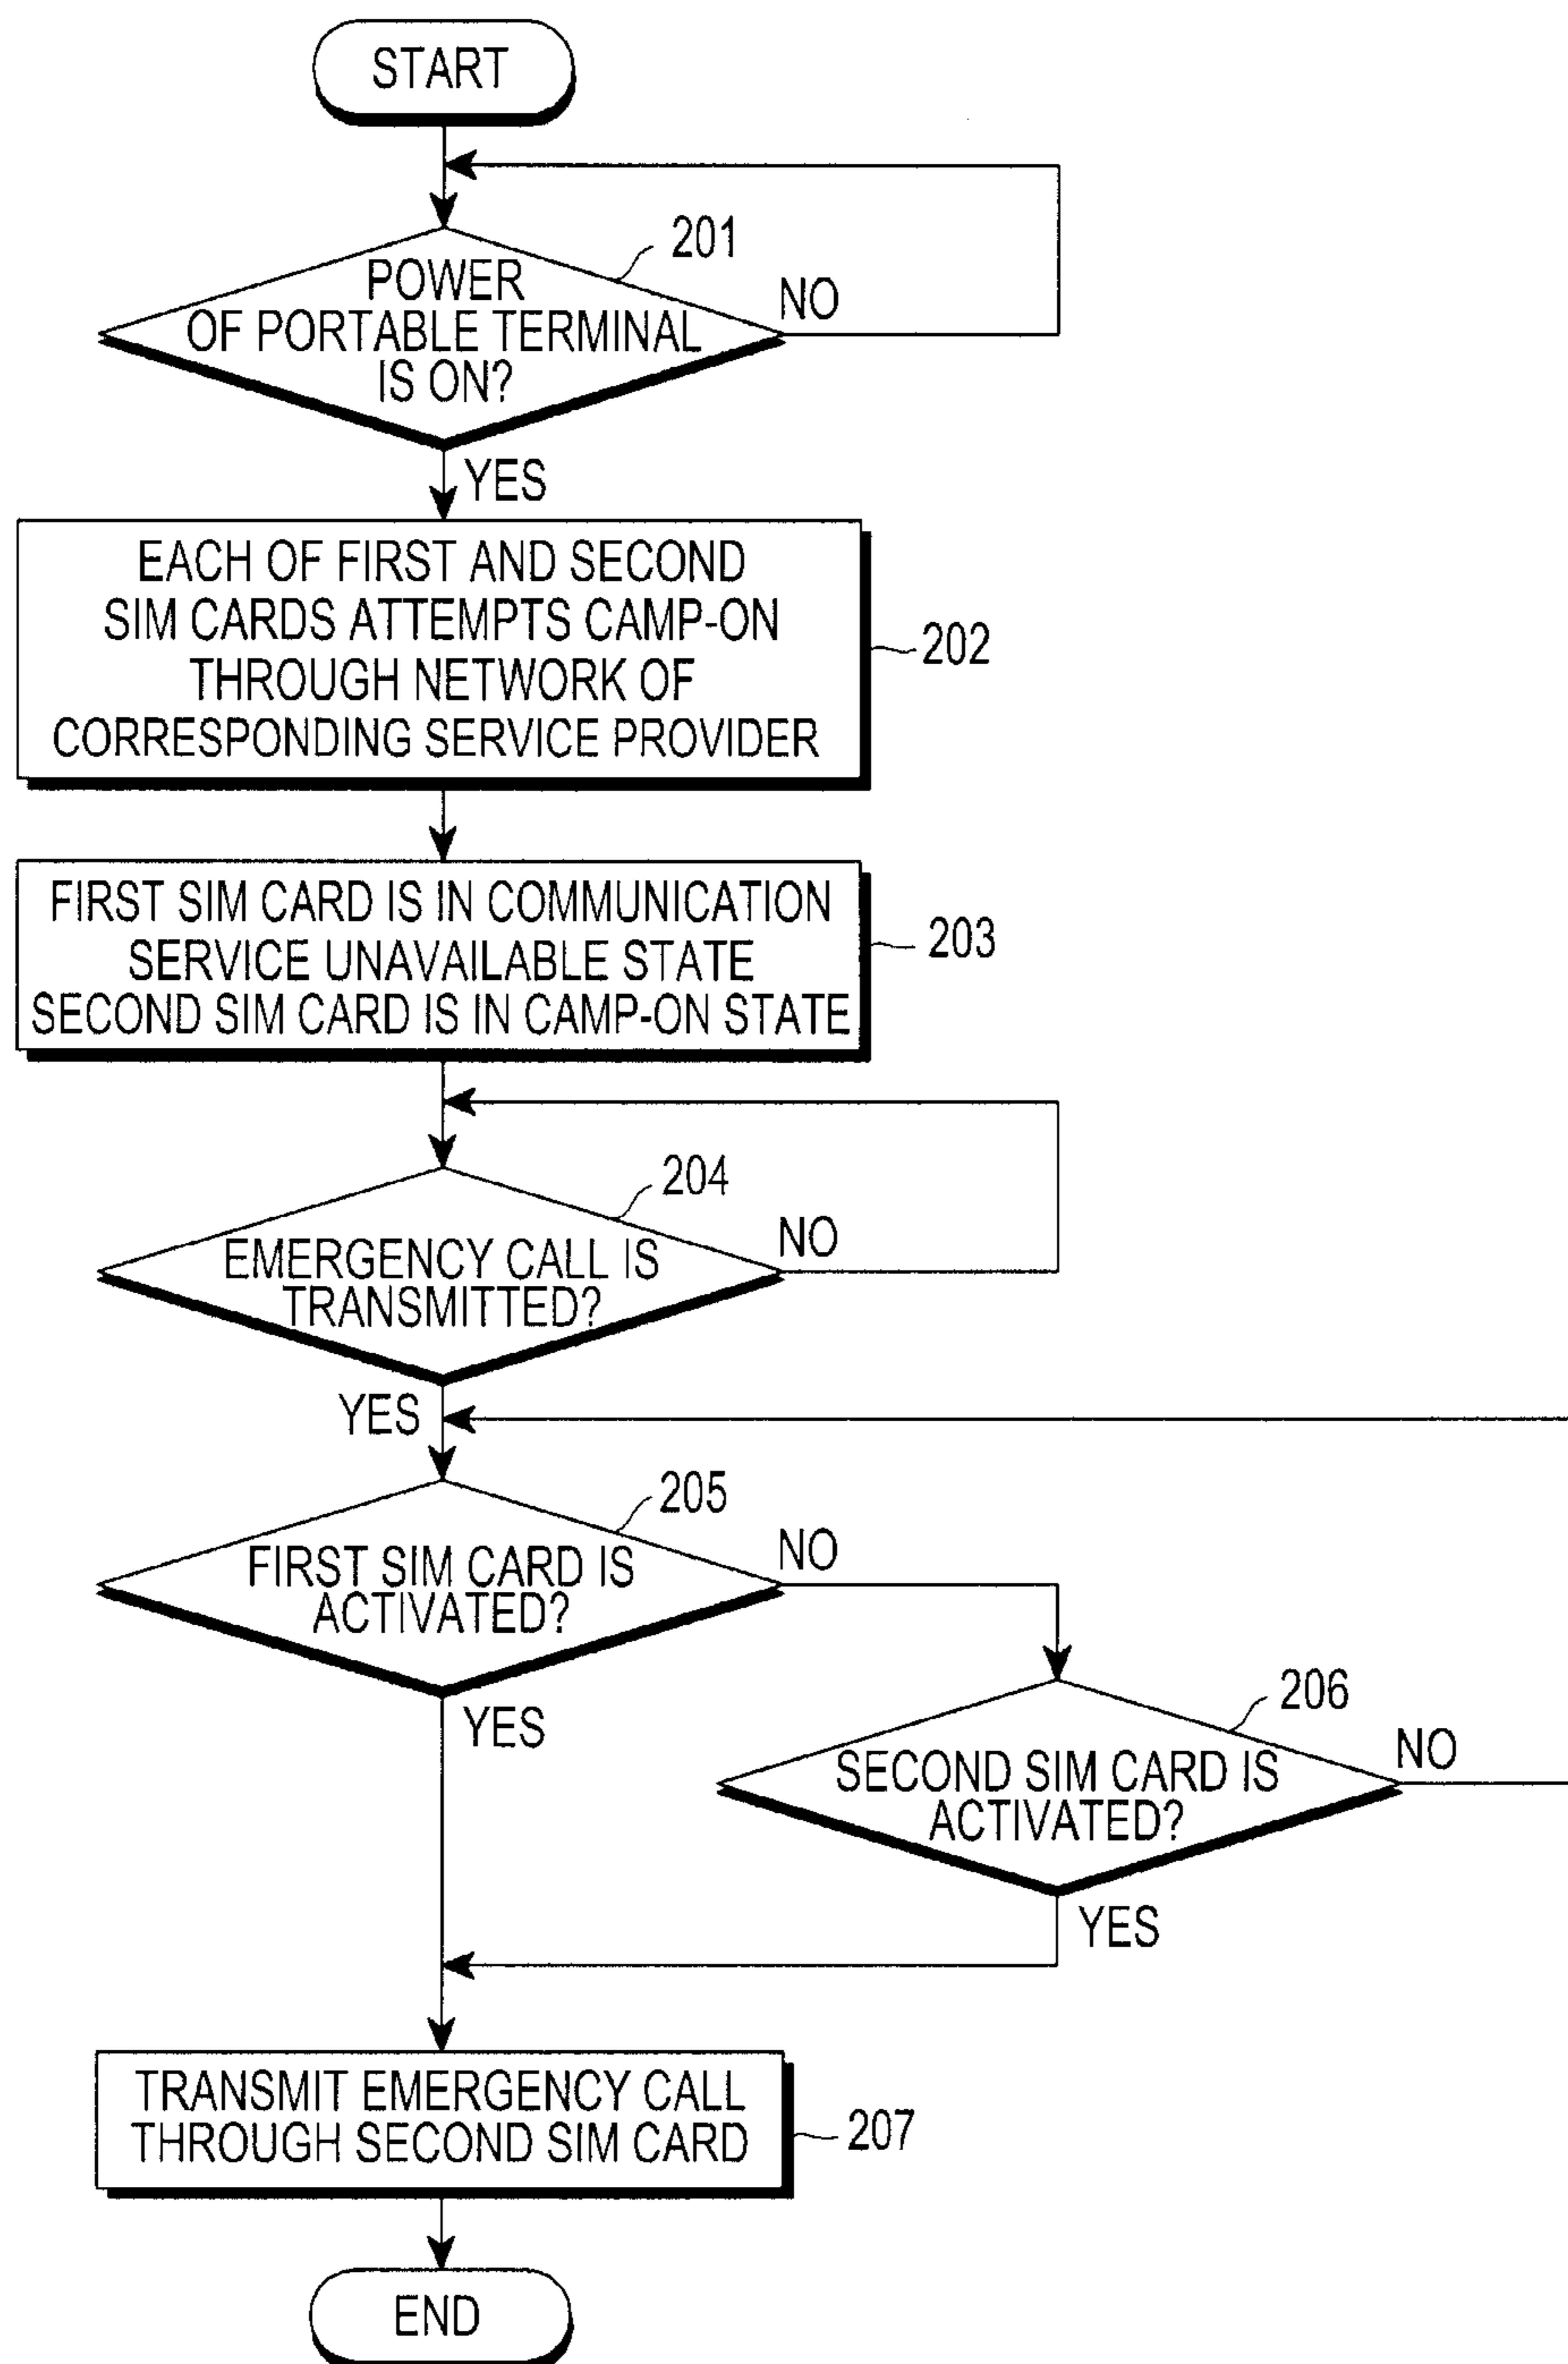 START
201
POWER
OF PORTABLE TERMINAL
IS ON?
NO
YES
EACH OF FIRST AND SECOND
SIM CARDS ATTEMPTS CAMP-ON
THROUGH NETWORK OF
CORRESPONDING SERVICE PROVIDER
202
FIRST SIM CARD IS IN COMMUNICATION
SERVICE UNAVAILABLE STATE
SECOND SIM CARD IS IN CAMP-ON STATE
203
204
EMERGENCY CALL IS
TRANSMITTED?
NO
YES
205
FIRST SIM CARD IS
ACTIVATED?
NO
YES
206
SECOND SIM CARD IS
ACTIVATED?
NO
YES
TRANSMIT EMERGENCY CALL
THROUGH SECOND SIM CARD
207
END